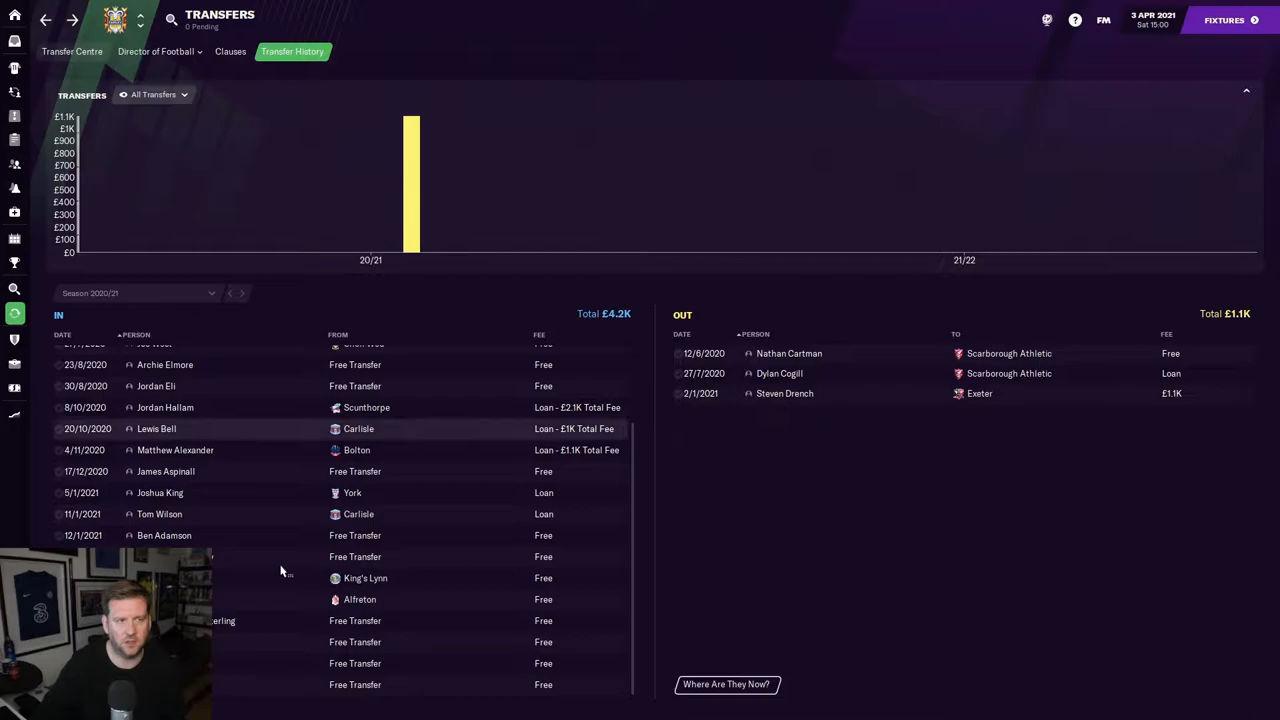 TRANSFERS
0 Pending
FM
3 APR 2021
Sat 15:00
FIXTURES
Transfer Centre
Director of Football
Clauses
Transfer History
TRANSFERS
All Transfers
£1.1K
£1K
£900
£800
£700
£600
£500
£400
£300
£200
£100
£0
20/21
21/22
Season 2020/21
IN
Total £4.2K
DATE PERSON FROM FEE
23/8/2020 Archie Elmore Free Transfer Free
30/8/2020 Jordan Eli Free Transfer Free
8/10/2020 Jordan Hallam Scunthorpe Loan - £2.1K Total Fee
20/10/2020 Lewis Bell Carlisle Loan - £1K Total Fee
4/11/2020 Matthew Alexander Bolton Loan - £1.1K Total Fee
17/12/2020 James Aspinall Free Transfer Free
5/1/2021 Joshua King York Loan
11/1/2021 Tom Wilson Carlisle Loan
12/1/2021 Ben Adamson Free Transfer Free
Free Transfer Free
King's Lynn Free
Alfreton Free
erling Free Transfer Free
Free Transfer Free
Free Transfer Free
Free Transfer Free
OUT
Total £1.1K
DATE PERSON TO FEE
12/6/2020 Nathan Cartman Scarborough Athletic Free
27/7/2020 Dylan Cogill Scarborough Athletic Loan
2/1/2021 Steven Drench Exeter £1.1K
Where Are They Now?
3